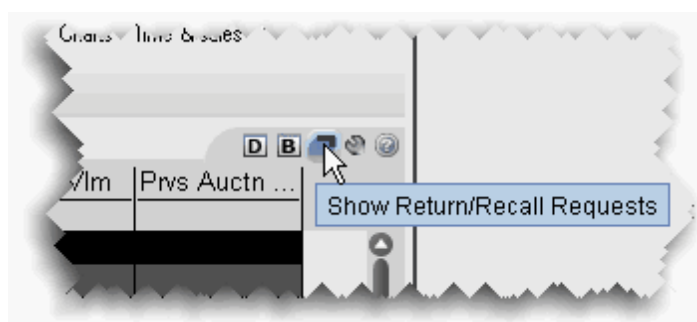 Charts Time & Sales
D B
Vlm Prvs Auctn ...
Show Return/Recall Requests